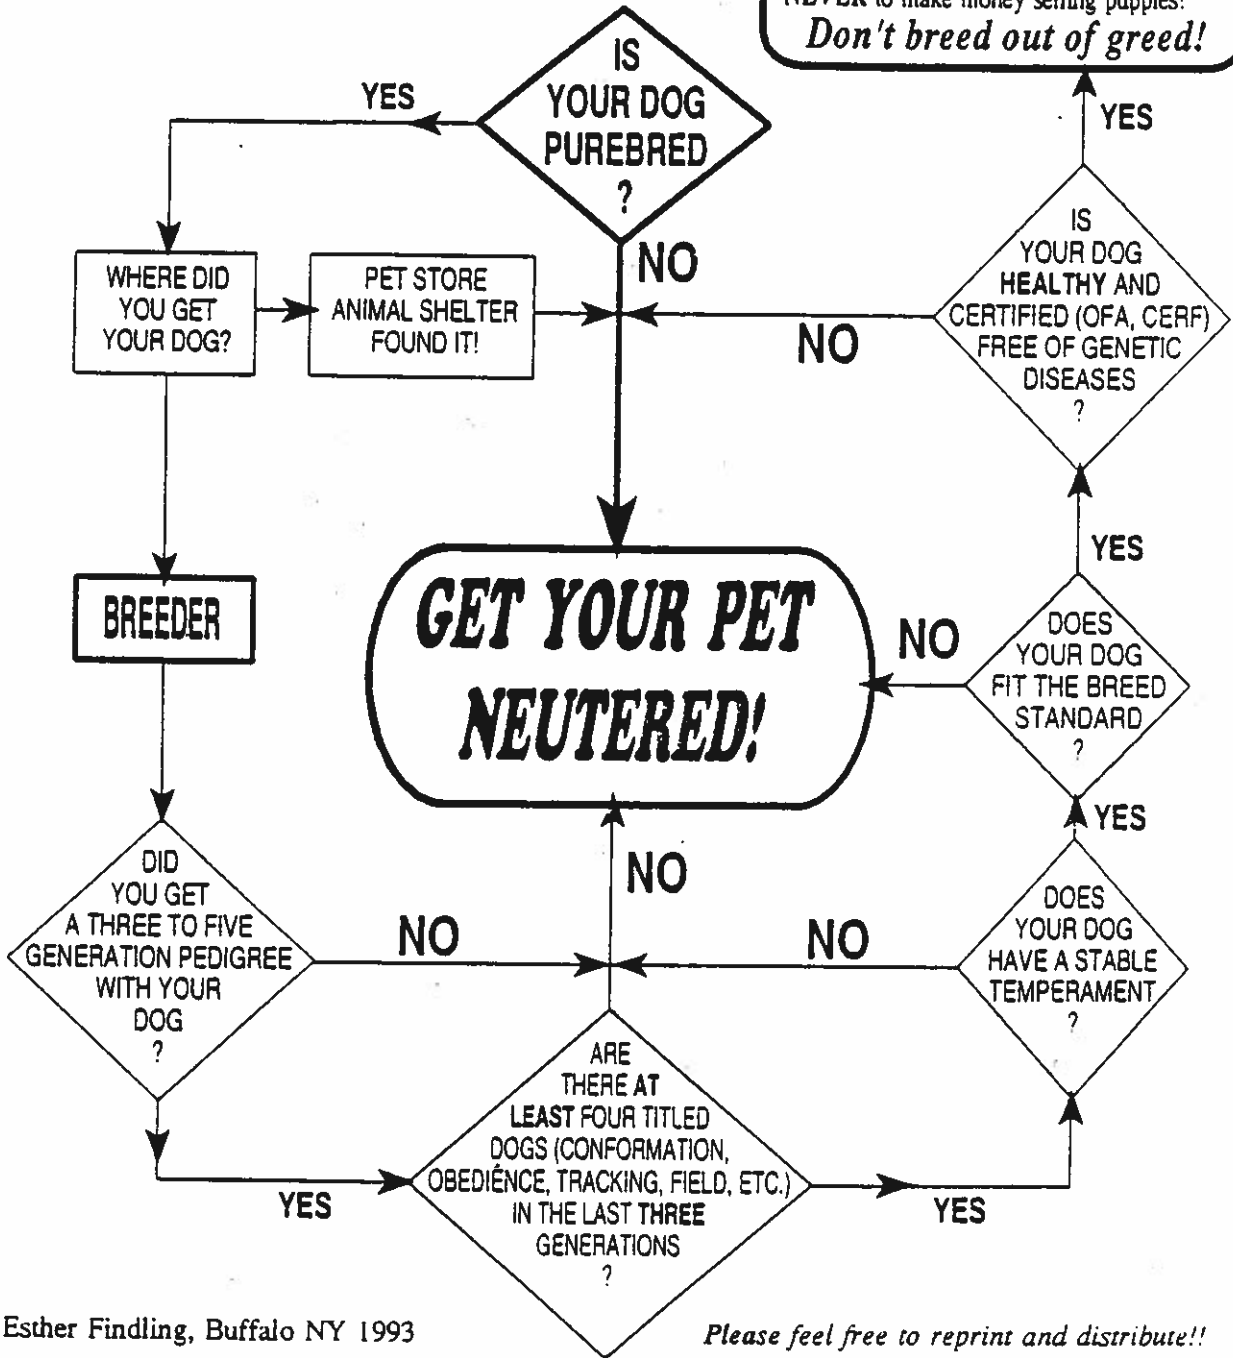 NEVER to make money selling puppies!
Don't breed out of greed!
IS
YOUR DOG
PUREBRED
?
YES
NO
YES
WHERE DID
YOU GET
YOUR DOG?
PET STORE
ANIMAL SHELTER
FOUND IT!
IS
YOUR DOG
HEALTHY AND
CERTIFIED (OFA, CERF)
FREE OF GENETIC
DISEASES
?
NO
YES
BREEDER
GET YOUR PET
NEUTERED!
DOES
YOUR DOG
FIT THE BREED
STANDARD
?
NO
YES
DID
YOU GET
A THREE TO FIVE
GENERATION PEDIGREE
WITH YOUR
DOG
?
NO
NO
NO
DOES
YOUR DOG
HAVE A STABLE
TEMPERAMENT
?
YES
ARE
THERE AT
LEAST FOUR TITLED
DOGS (CONFORMATION,
OBEDIENCE, TRACKING, FIELD, ETC.)
IN THE LAST THREE
GENERATIONS
?
YES
Esther Findling, Buffalo NY 1993
Please feel free to reprint and distribute!!